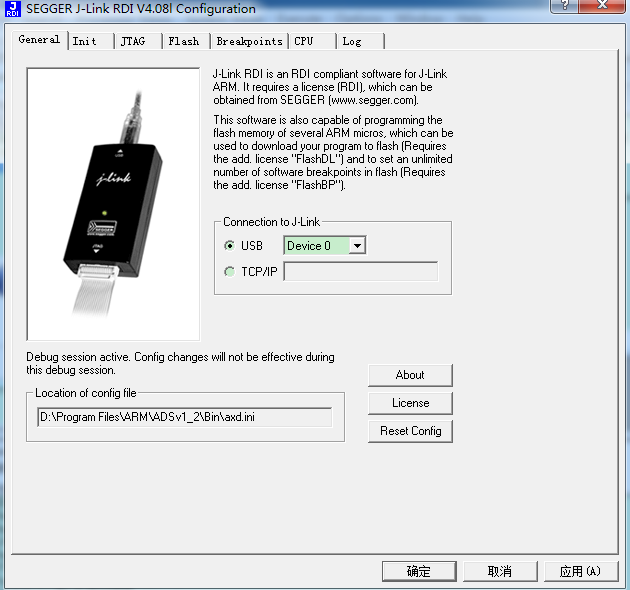 SEGGER J-Link RDI V4.08l Configuration
General Init JTAG Flash Breakpoints CPU Log
J-Link RDI is an RDI compliant software for J-Link
ARM. It requires a license (RDI), which can be
obtained from SEGGER (www.segger.com).
This software is also capable of programming the
flash memory of several ARM micros, which can be
used to download your program to flash (Requires
the add. license "FlashDL") and to set an unlimited
number of software breakpoints in flash (Requires
the add. license "FlashBP").
USB
J-Link
SEGGER
JTAG
Connection to J-Link
USB Device 0
TCP/IP
Debug session active. Config changes will not be effective during
this debug session.
Location of config file
D:\Program Files\ARM\ADSv1_2\Bin\axd.ini
About
License
Reset Config
确定 取消 应用(A)